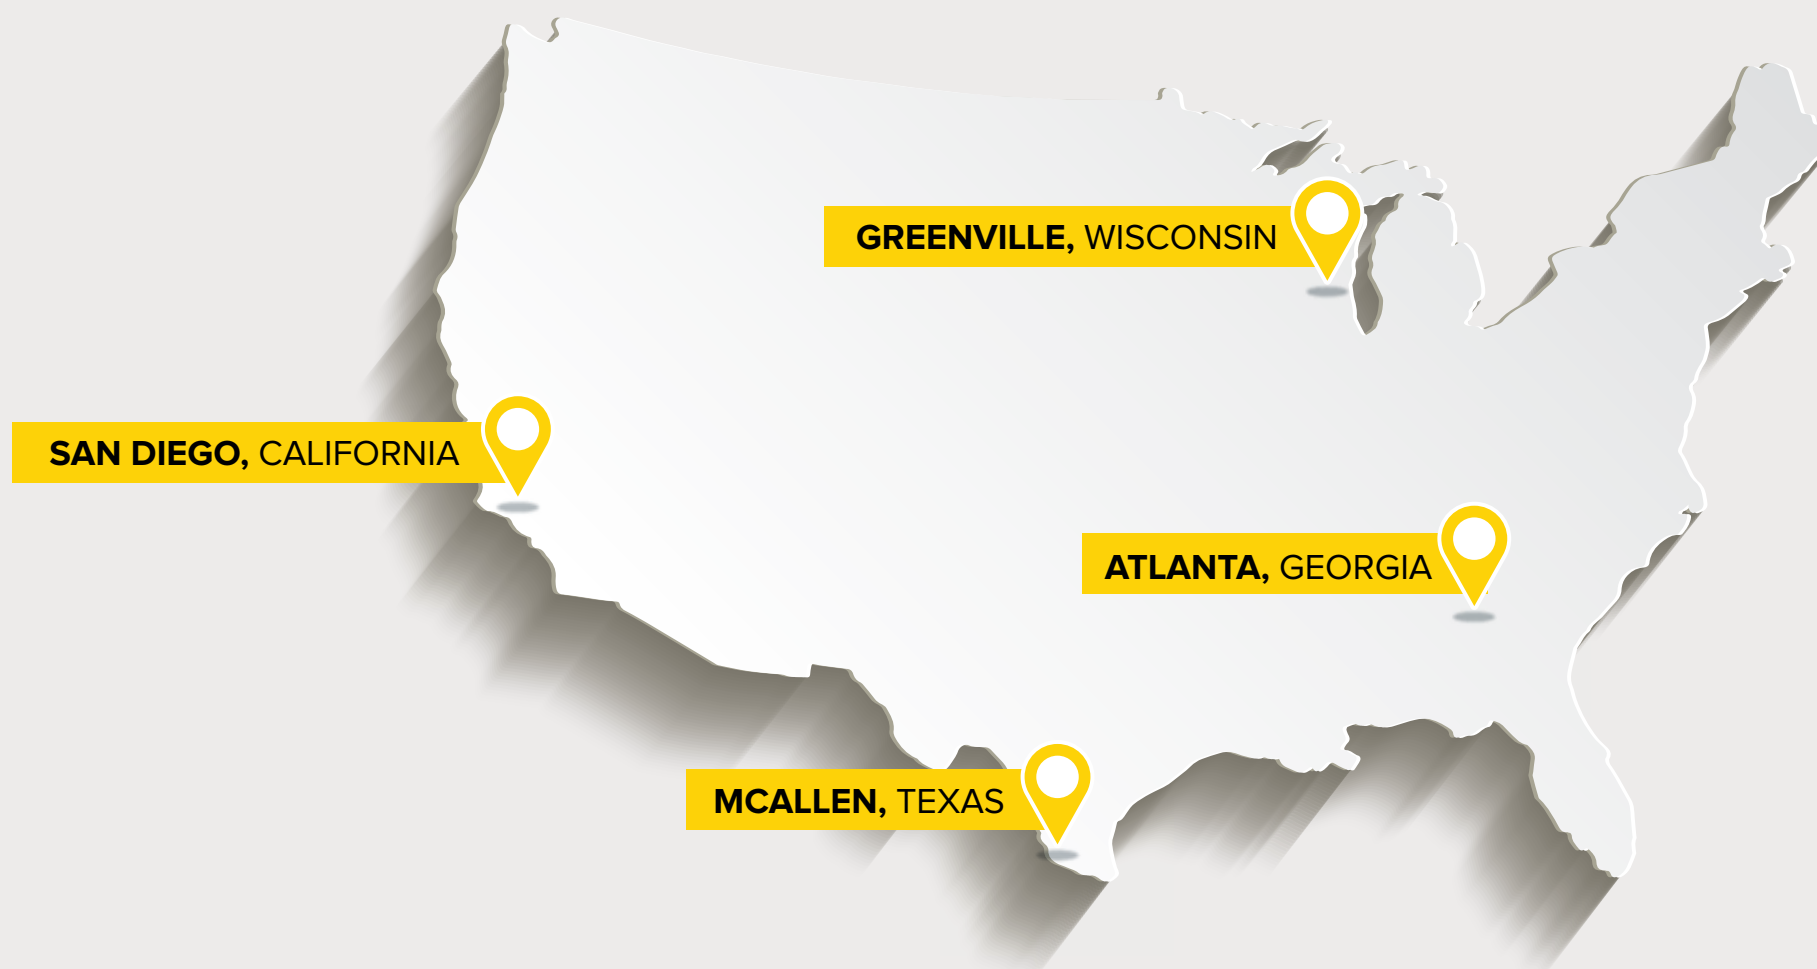 GREENVILLE, WISCONSIN
SAN DIEGO, CALIFORNIA
ATLANTA, GEORGIA
MCALLEN, TEXAS